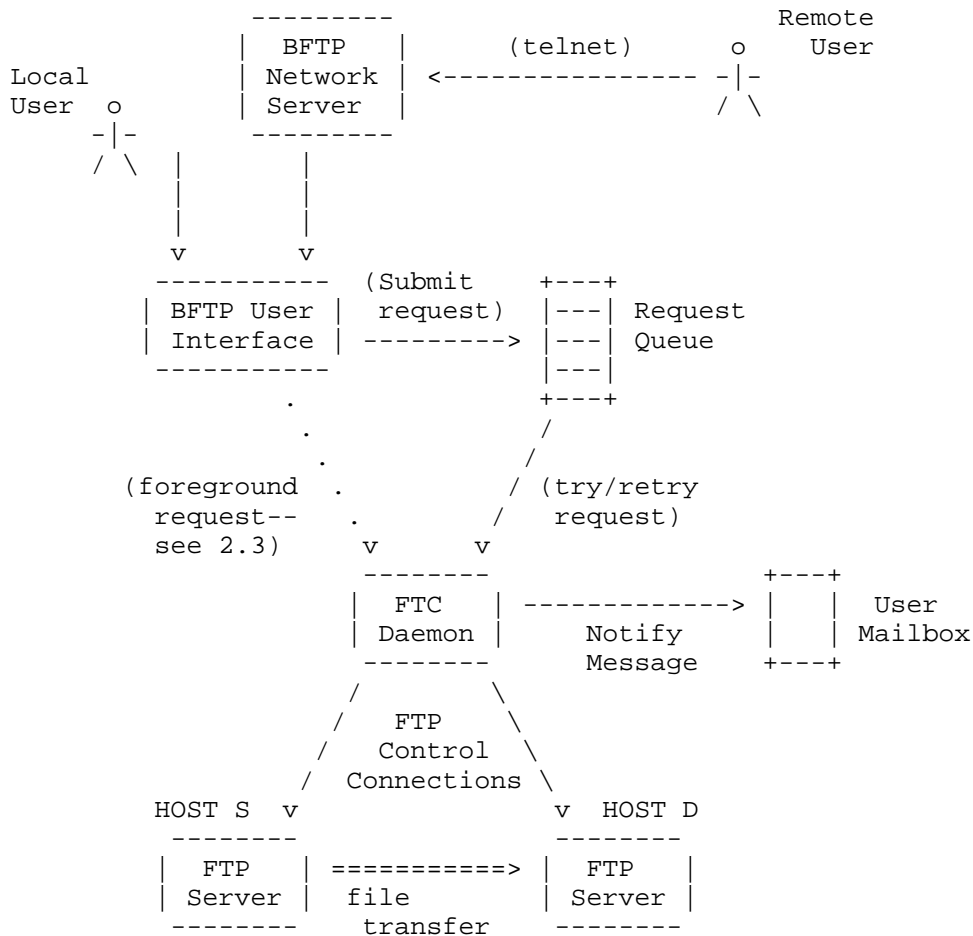 Remote
BFTP (telnet) o User
Local Network
User o Server
BFTP User (Submit
Interface request) Request
Queue
(foreground (try/retry
request-- request)
see 2.3) v v
FTC User
Daemon Notify Mailbox
Message
FTP
Control
Connections
HOST S v v HOST D
FTP FTP
Server file Server
transfer